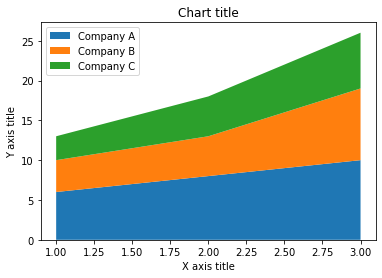 Chart title
Company A
Company B
Company C
Y axis title
25
20
15
10
5
0
1.00 1.25 1.50 1.75 2.00 2.25 2.50 2.75 3.00
X axis title